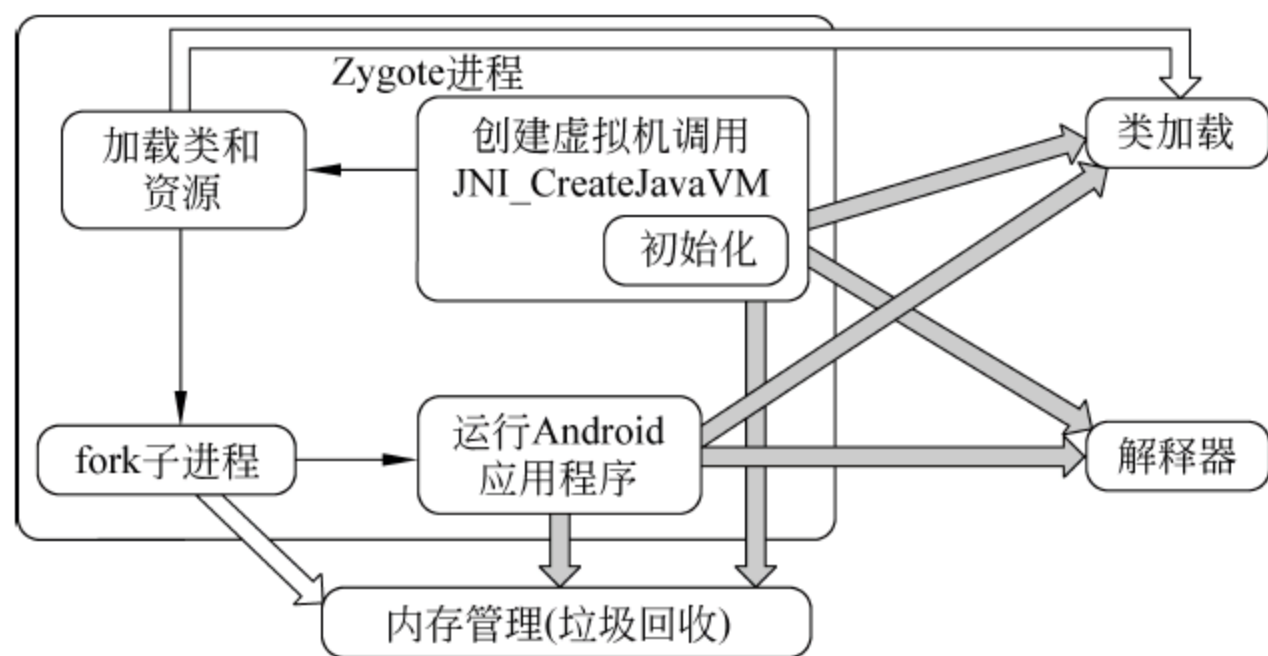 Zygote进程
加载类和
资源
创建虚拟机调用
JNI_CreateJavaVM
初始化
类加载
fork子进程
运行Android
应用程序
解释器
内存管理(垃圾回收)